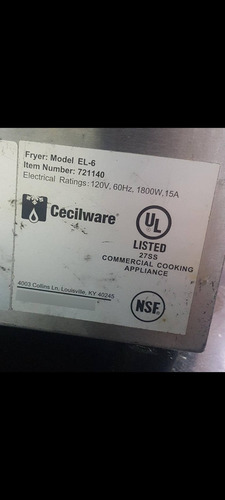 Fryer: Model EL-6
Item Number: 721140
Electrical Ratings: 120V, 60Hz, 1800W, 15A
Cecilware®
UL
LISTED
27SS
COMMERCIAL COOKING
APPLIANCE
4003 Collins Ln, Louisville, KY 40245
NSF.